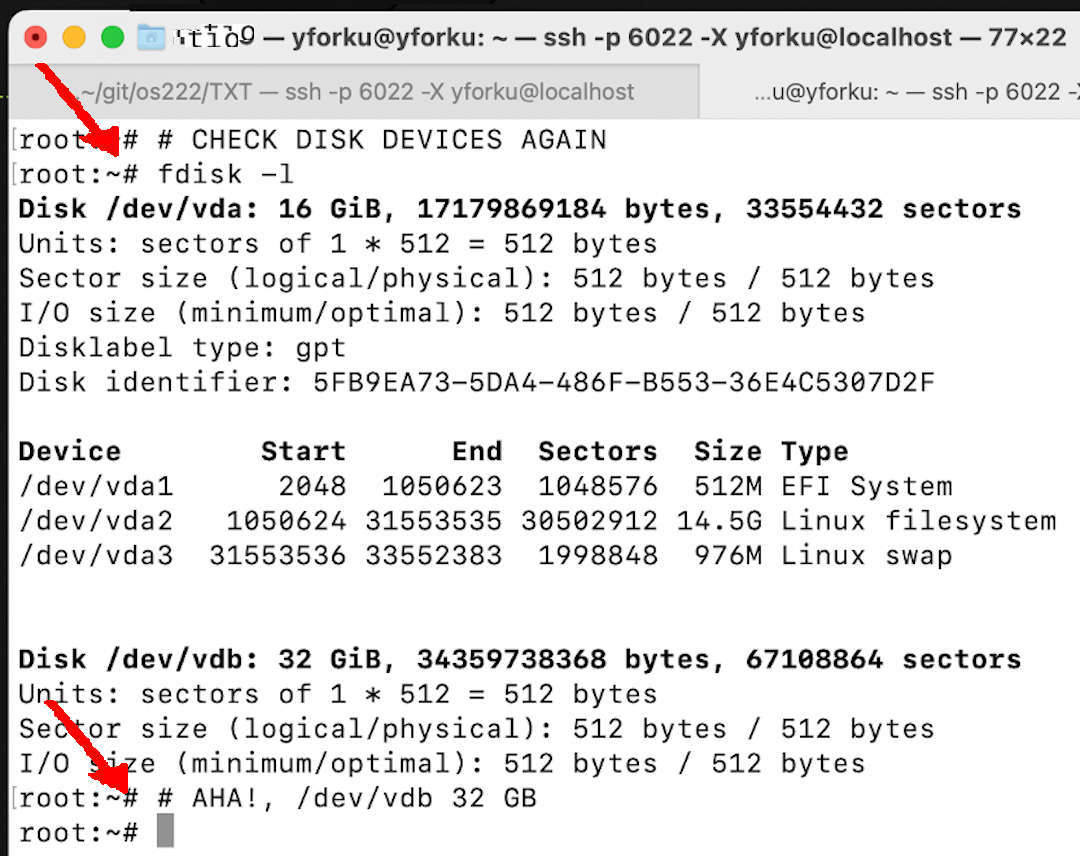 — yforku@yforku: ~ — ssh -p 6022 -X yforku@localhost — 77×22
..~/git/os222/TXT — ssh -p 6022 -X yforku@localhost ...u@yforku: ~ — ssh -p 6022 -X
root:~# # CHECK DISK DEVICES AGAIN
root:~# fdisk -l
Disk /dev/vda: 16 GiB, 17179869184 bytes, 33554432 sectors
Units: sectors of 1 * 512 = 512 bytes
Sector size (logical/physical): 512 bytes / 512 bytes
I/O size (minimum/optimal): 512 bytes / 512 bytes
Disklabel type: gpt
Disk identifier: 5FB9EA73-5DA4-486F-B553-36E4C5307D2F
Device Start End Sectors Size Type
/dev/vda1 2048 1050623 1048576 512M EFI System
/dev/vda2 1050624 31553535 30502912 14.5G Linux filesystem
/dev/vda3 31553536 33552383 1998848 976M Linux swap
Disk /dev/vdb: 32 GiB, 34359738368 bytes, 67108864 sectors
Units: sectors of 1 * 512 = 512 bytes
Sector size (logical/physical): 512 bytes / 512 bytes
I/O size (minimum/optimal): 512 bytes / 512 bytes
root:~# # AHA!, /dev/vdb 32 GB
root:~#